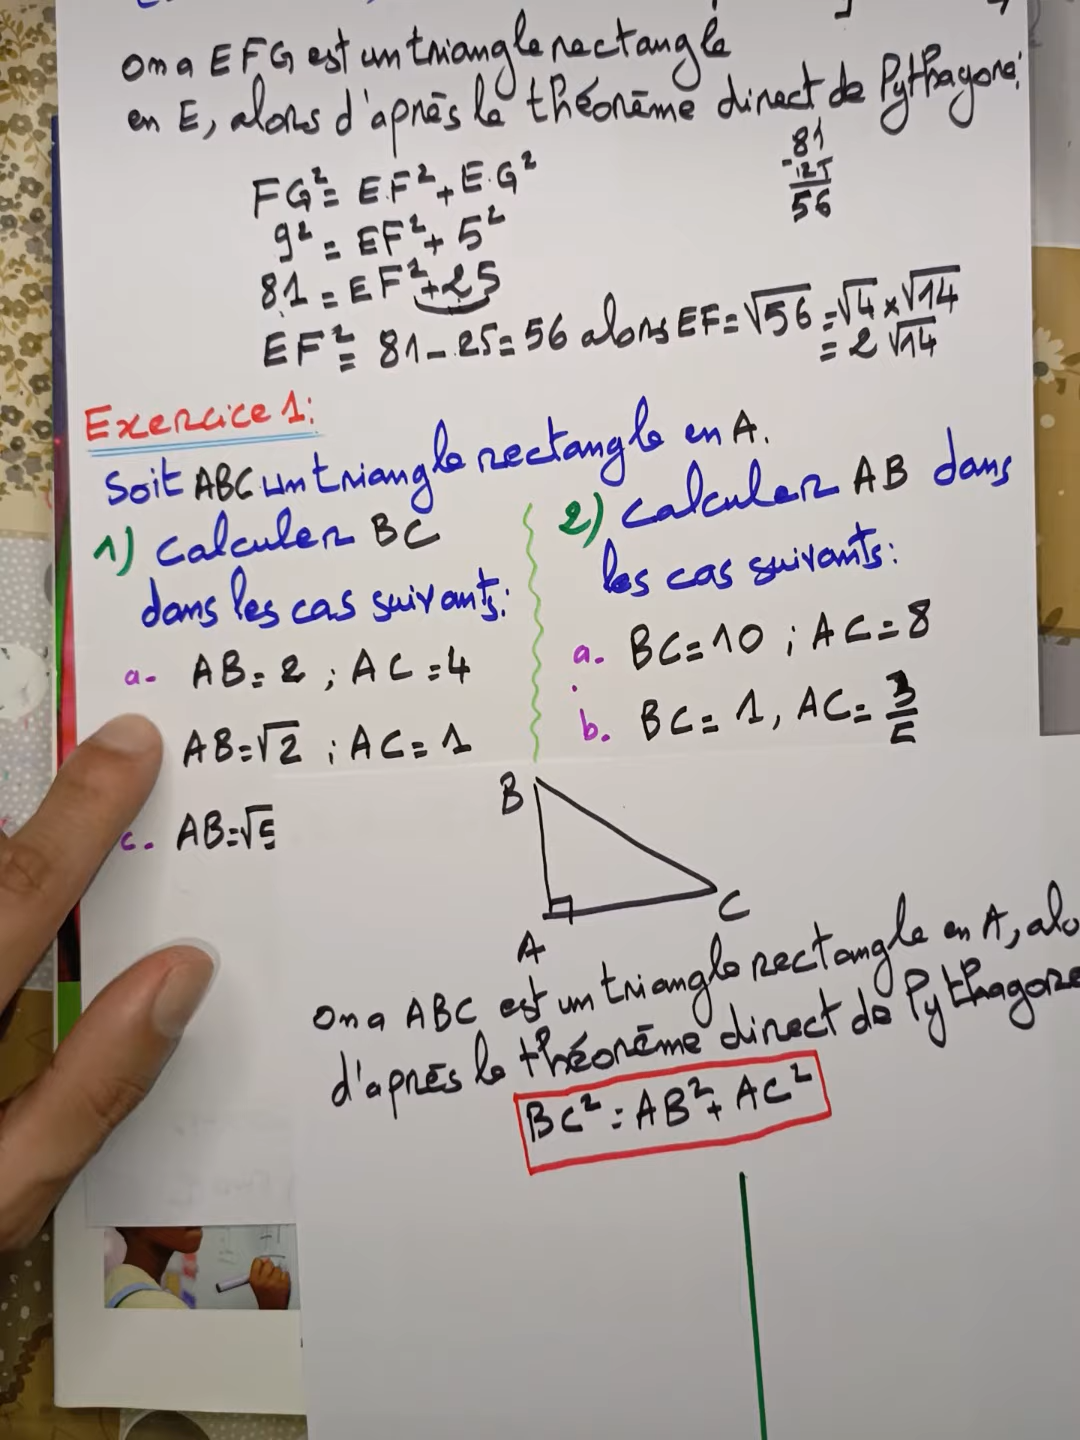 on a EFG est un triangle rectangle
en E, alors d'après le théorème direct de Pythagore:
FG² = EF² + EG²
9² = EF² + 5²
81 = EF² + 25
EF² = 81 - 25 = 56 alors EF = √56 = √4 × √14
= 2√14
81
- 25
56
Exercice 1:
Soit ABC un triangle rectangle en A.
1) Calculer BC
dans les cas suivants:
a- AB = 2 ; AC = 4
AB = √2 ; AC = 1
c. AB = √5
2) Calculer AB dans
les cas suivants:
a. BC = 10 ; AC = 8
b. BC = 1, AC = 3/5
B
A
C
on a ABC est un triangle rectangle en A, alo
d'après le théorème direct de Pythagore
BC² = AB² + AC²